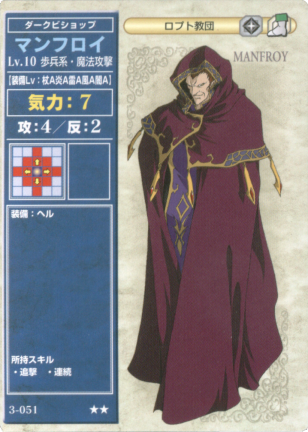 ダークビショップ
マンフロイ
Lv.10 歩兵系・魔法攻撃
【装備Lv：杖A炎A雷A風A闇A】
気力：7
攻：4／反：2
装備：ヘル
所持スキル
・追撃 ・連続
3-051 ★★
ロプト教団
MANFROY